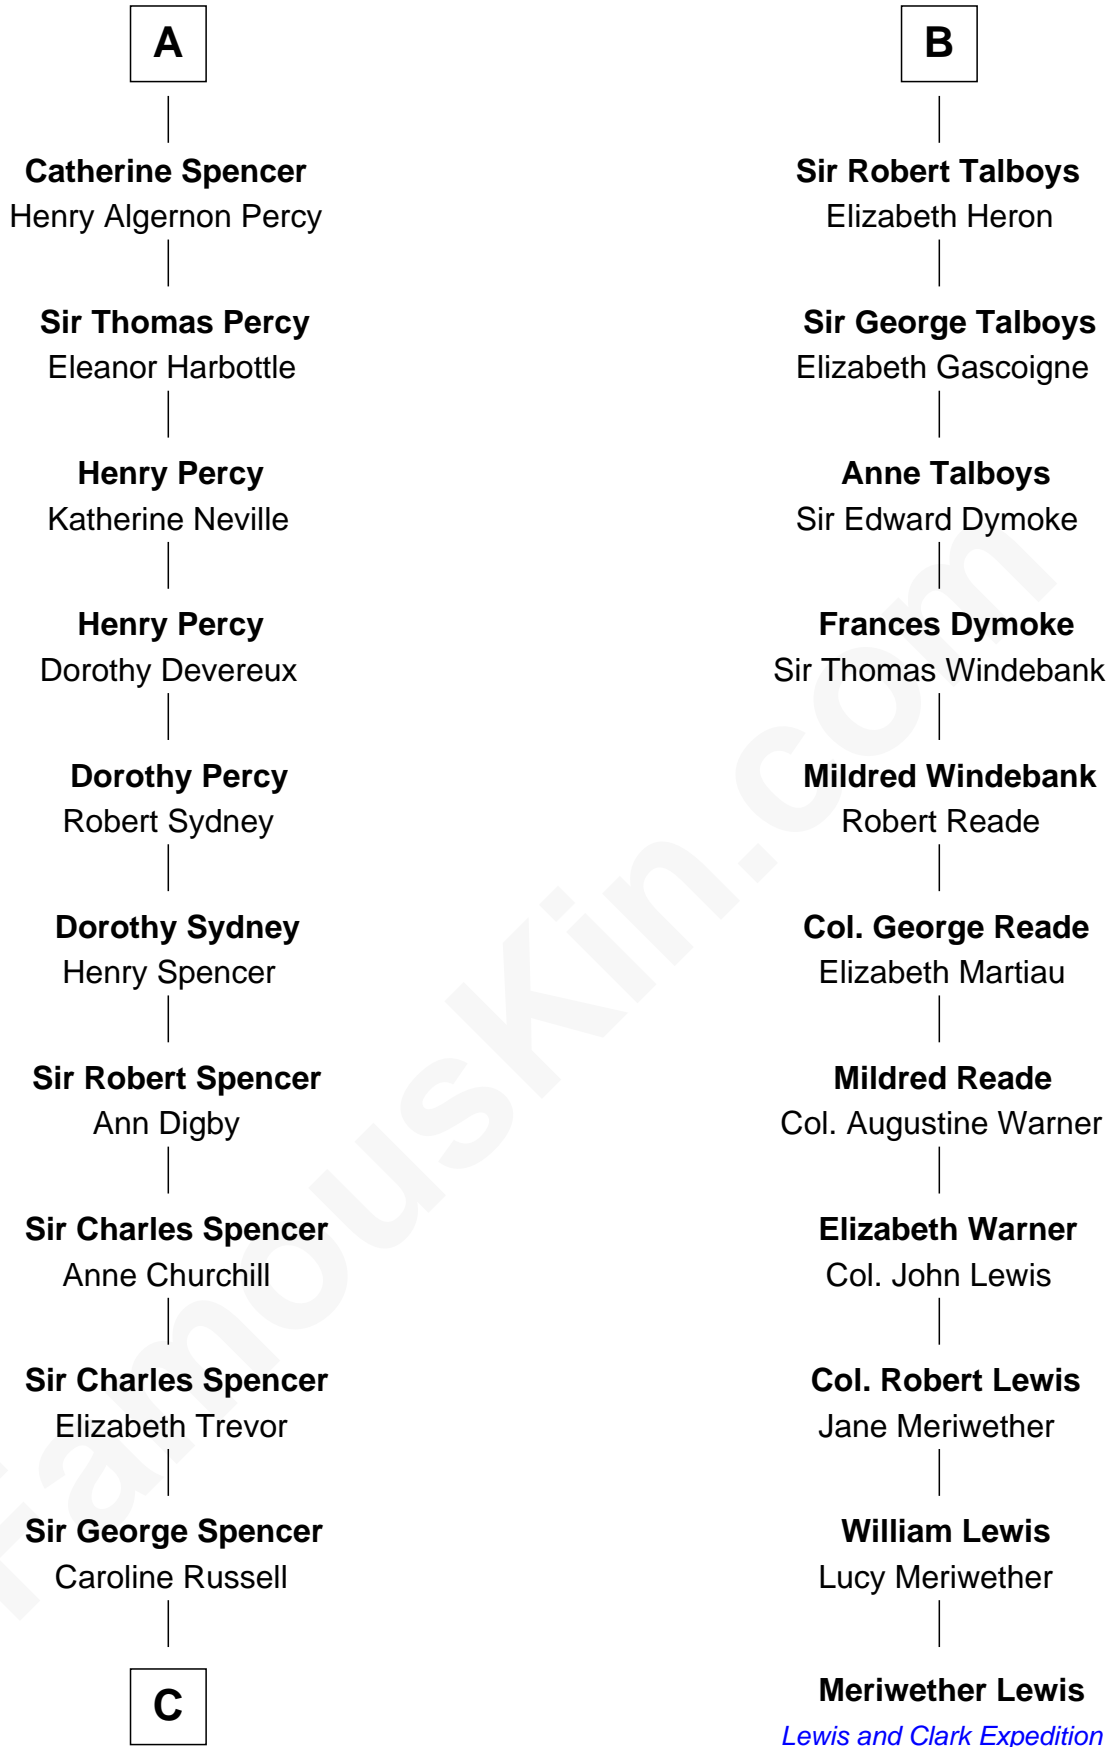 A
Catherine Spencer
Henry Algernon Percy
Sir Thomas Percy
Eleanor Harbottle
Henry Percy
Katherine Neville
Henry Percy
Dorothy Devereux
Dorothy Percy
Robert Sydney
Dorothy Sydney
Henry Spencer
Sir Robert Spencer
Ann Digby
Sir Charles Spencer
Anne Churchill
Sir Charles Spencer
Elizabeth Trevor
Sir George Spencer
Caroline Russell
C
B
Sir Robert Talboys
Elizabeth Heron
Sir George Talboys
Elizabeth Gascoigne
Anne Talboys
Sir Edward Dymoke
Frances Dymoke
Sir Thomas Windebank
Mildred Windebank
Robert Reade
Col. George Reade
Elizabeth Martiau
Mildred Reade
Col. Augustine Warner
Elizabeth Warner
Col. John Lewis
Col. Robert Lewis
Jane Meriwether
William Lewis
Lucy Meriwether
Meriwether Lewis
Lewis and Clark Expedition
FamousKin.com